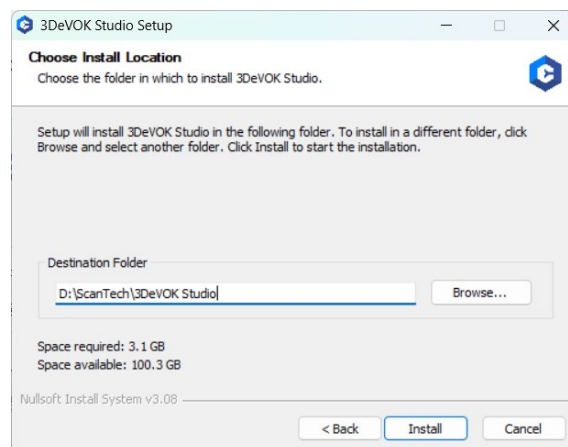 3DeVOK Studio Setup
Choose Install Location
Choose the folder in which to install 3DeVOK Studio.
Setup will install 3DeVOK Studio in the following folder. To install in a different folder, click
Browse and select another folder. Click Install to start the installation.
Destination Folder
D:\ScanTech\3DeVOK Studio
Browse...
Space required: 3.1 GB
Space available: 100.3 GB
Nullsoft Install System v3.08
< Back
Install
Cancel